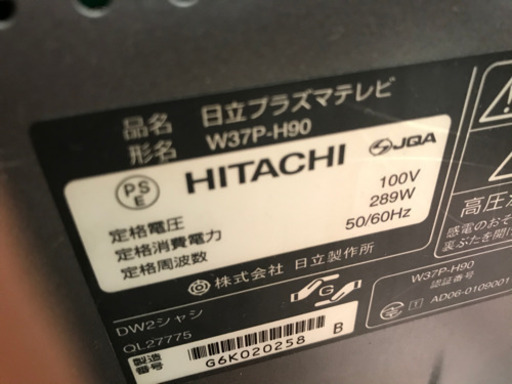 品名 日立プラズマテレビ
形名 W37P-H90
PS
E
HITACHI JQA
定格電圧 100V
定格消費電力 289W
定格周波数 50/60Hz
株式会社 日立製作所
DW2シャシ
QL27775
製造
番号
G6K020258 B
G
高圧
感電のおそ
裏ぶたを開け
W37P-H90
認証番号
AD06-0109001